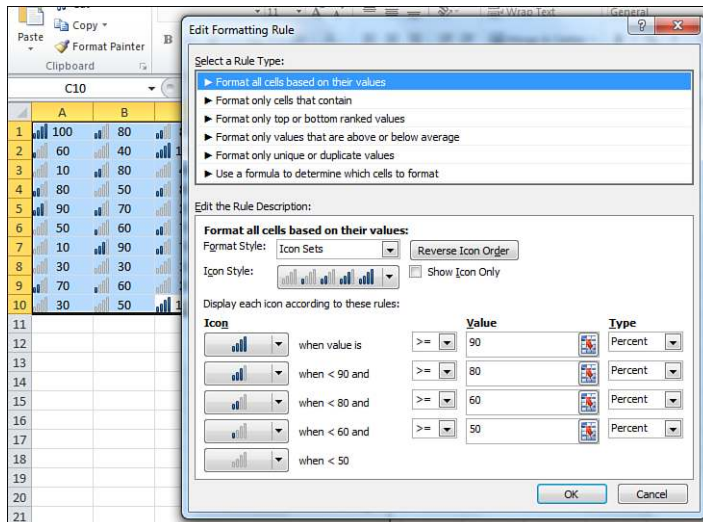 11
Wrap Text
General
Copy
Paste
Format Painter
B
Clipboard
C10
A B
1 100 80
2 60 40 1
3 10 80
4 80 50
5 90 70
6 50 60
7 10 90
8 30 30
9 70 60
10 30 50 1
11
12
13
14
15
16
17
18
19
20
21
Edit Formatting Rule
Select a Rule Type:
► Format all cells based on their values
► Format only cells that contain
► Format only top or bottom ranked values
► Format only values that are above or below average
► Format only unique or duplicate values
► Use a formula to determine which cells to format
Edit the Rule Description:
Format all cells based on their values:
Format Style: Icon Sets Reverse Icon Order
Icon Style: Show Icon Only
Display each icon according to these rules:
Icon Value Type
when value is >= 90 Percent
when < 90 and >= 80 Percent
when < 80 and >= 60 Percent
when < 60 and >= 50 Percent
when < 50
OK Cancel